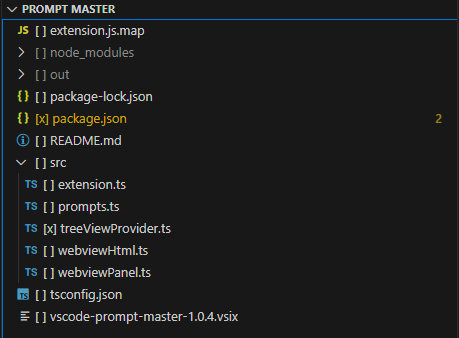 PROMPT MASTER
JS [ ] extension.js.map
[ ] node_modules
[ ] out
{} [ ] package-lock.json
{} [x] package.json 2
[ ] README.md
[ ] src
TS [ ] extension.ts
TS [ ] prompts.ts
TS [x] treeViewProvider.ts
TS [ ] webviewHtml.ts
TS [ ] webviewPanel.ts
TS [ ] tsconfig.json
[ ] vscode-prompt-master-1.0.4.vsix